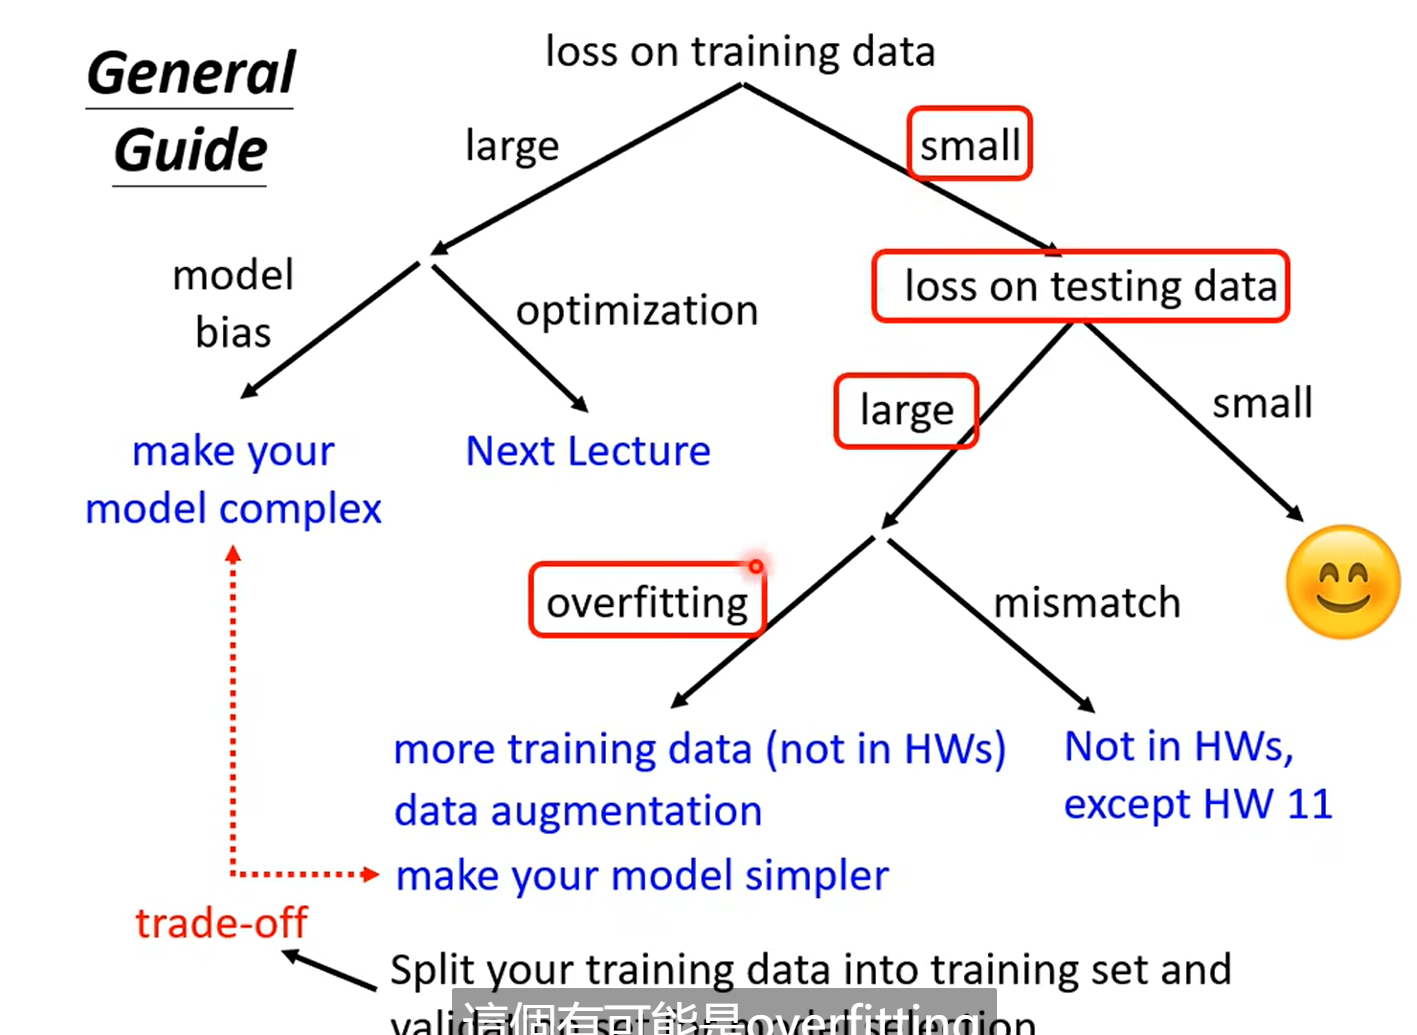 General
Guide
loss on training data
large
small
model
bias
optimization
loss on testing data
large
small
make your
model complex
Next Lecture
overfitting
mismatch
more training data (not in HWs)
data augmentation
make your model simpler
Not in HWs,
except HW 11
trade-off
Split your training data into training set and
這個有可能是overfitting